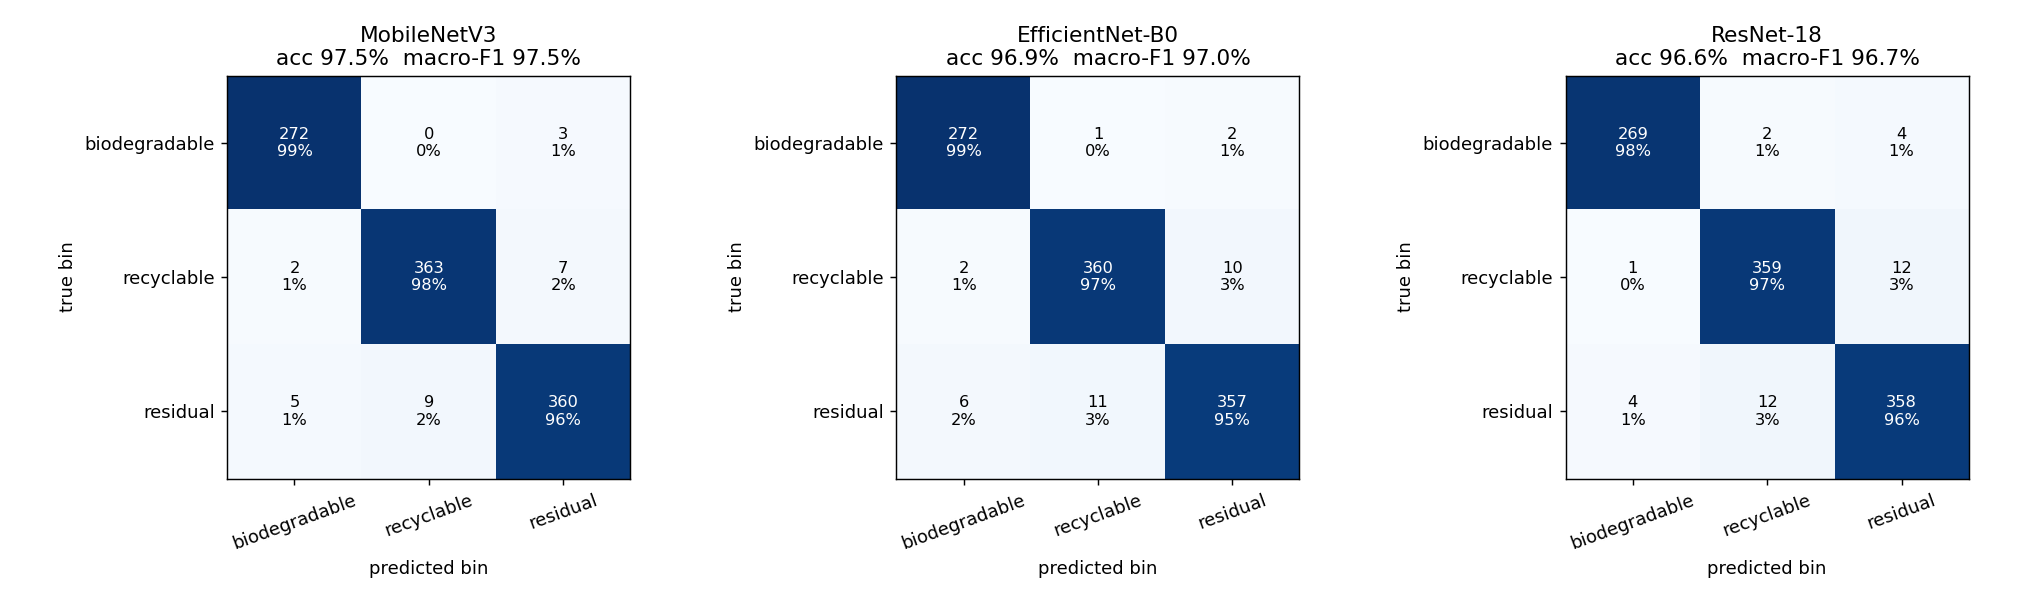 MobileNetV3
acc 97.5%  macro-F1 97.5%
biodegradable
272
99%
0
0%
3
1%
recyclable
2
1%
363
98%
7
2%
residual
5
1%
9
2%
360
96%
true bin
biodegradable
recyclable
residual
predicted bin
EfficientNet-B0
acc 96.9%  macro-F1 97.0%
biodegradable
272
99%
1
0%
2
1%
recyclable
2
1%
360
97%
10
3%
residual
6
2%
11
3%
357
95%
true bin
biodegradable
recyclable
residual
predicted bin
ResNet-18
acc 96.6%  macro-F1 96.7%
biodegradable
269
98%
2
1%
4
1%
recyclable
1
0%
359
97%
12
3%
residual
4
1%
12
3%
358
96%
true bin
biodegradable
recyclable
residual
predicted bin